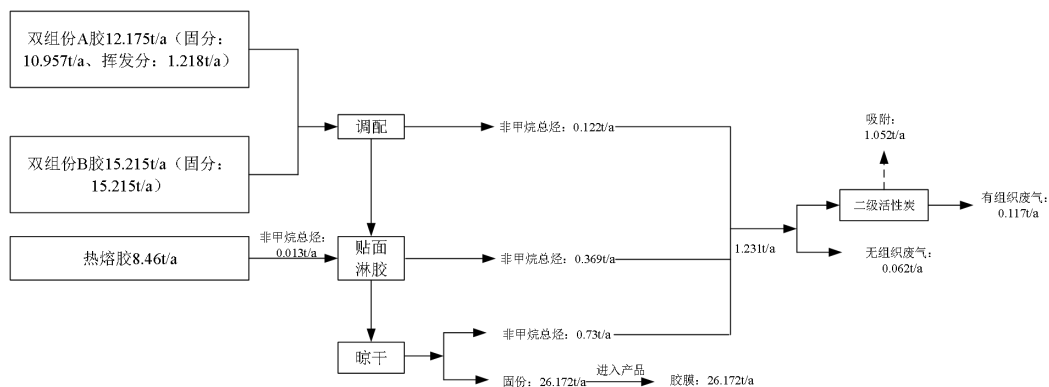 双组份A胶12.175t/a（固分：
10.957t/a、挥发分：1.218t/a）
双组份B胶15.215t/a（固分：
15.215t/a）
热熔胶8.46t/a
非甲烷总烃：
0.013t/a
调配
贴面
淋胶
晾干
非甲烷总烃：0.122t/a
非甲烷总烃：0.369t/a
非甲烷总烃：0.73t/a
固份：26.172t/a
进入产品
胶膜：26.172t/a
1.231t/a
吸附：
1.052t/a
二级活性炭
有组织废气：
0.117t/a
无组织废气：
0.062t/a